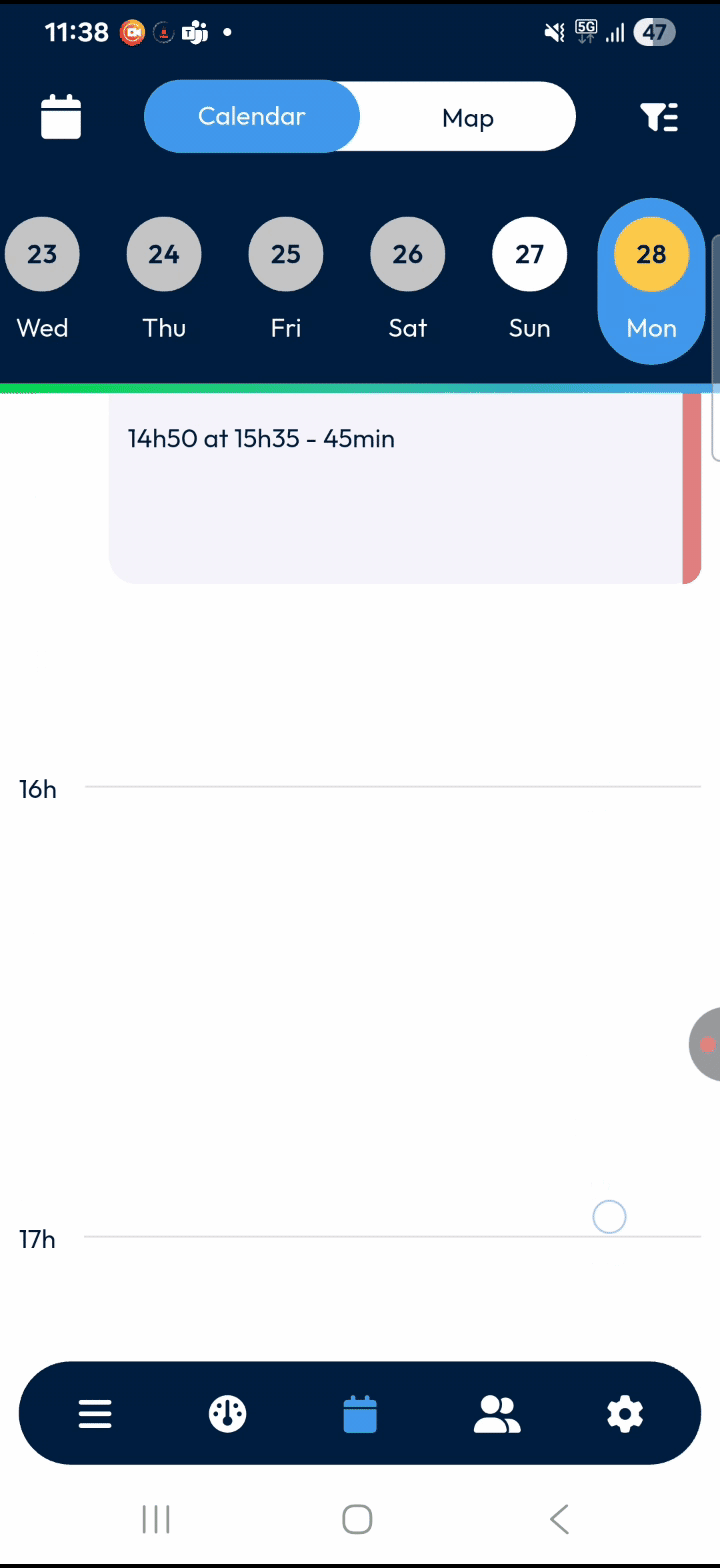 11:38
5G
47
Calendar
Map
23 24 25 26 27 28
Wed Thu Fri Sat Sun Mon
14h50 at 15h35 - 45min
16h
17h